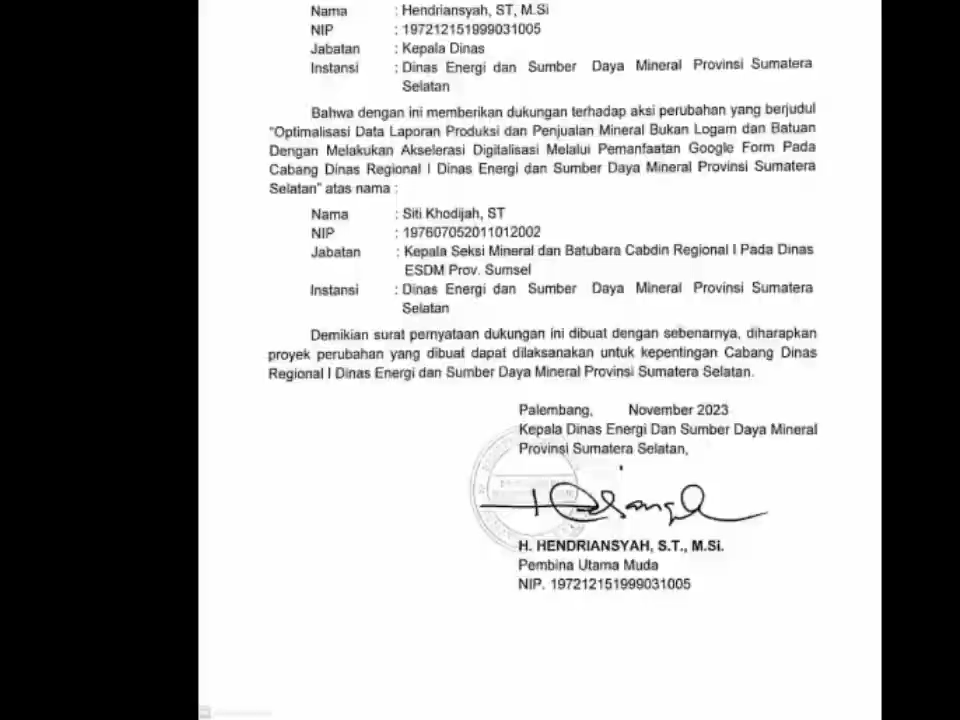 Nama : Hendriansyah, ST, M.Si
NIP : 197212151999031005
Jabatan : Kepala Dinas
Instansi : Dinas Energi dan Sumber Daya Mineral Provinsi Sumatera
Selatan
Bahwa dengan ini memberikan dukungan terhadap aksi perubahan yang berjudul
"Optimalisasi Data Laporan Produksi dan Penjualan Mineral Bukan Logam dan Batuan
Dengan Melakukan Akselerasi Digitalisasi Melalui Pemanfaatan Google Form Pada
Cabang Dinas Regional I Dinas Energi dan Sumber Daya Mineral Provinsi Sumatera
Selatan" atas nama :
Nama : Siti Khodijah, ST
NIP : 197607052011012002
Jabatan : Kepala Seksi Mineral dan Batubara Cabdin Regional I Pada Dinas
ESDM Prov. Sumsel
Instansi : Dinas Energi dan Sumber Daya Mineral Provinsi Sumatera
Selatan
Demikian surat pernyataan dukungan ini dibuat dengan sebenarnya, diharapkan
proyek perubahan yang dibuat dapat dilaksanakan untuk kepentingan Cabang Dinas
Regional I Dinas Energi dan Sumber Daya Mineral Provinsi Sumatera Selatan.
Palembang, November 2023
Kepala Dinas Energi Dan Sumber Daya Mineral
Provinsi Sumatera Selatan,
H. HENDRIANSYAH, S.T., M.Si.
Pembina Utama Muda
NIP. 197212151999031005